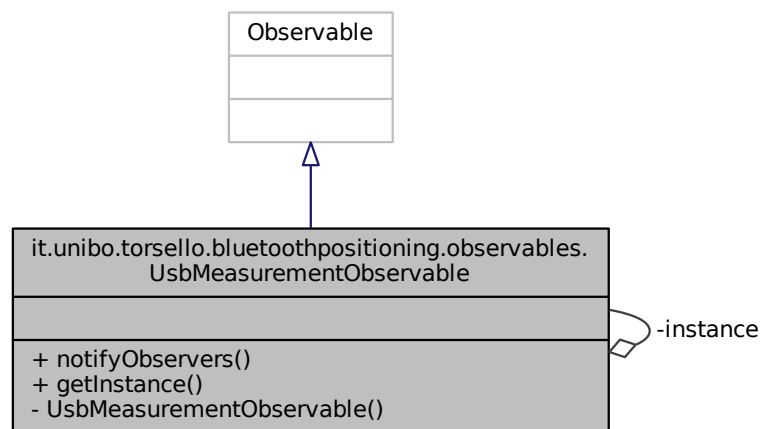 Observable
it.unibo.torsello.bluetoothpositioning.observables.
UsbMeasurementObservable
-instance
+ notifyObservers()
+ getInstance()
- UsbMeasurementObservable()